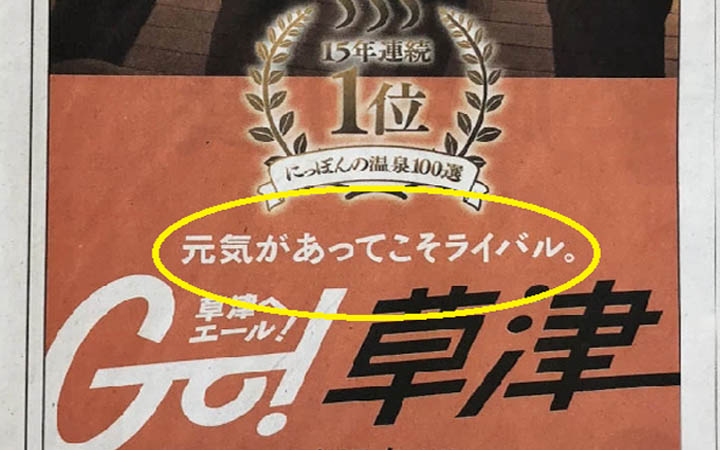 15年連続
1位
にっぽんの温泉100選
元気があってこそライバル。
草津へ
エール!
Go!草津